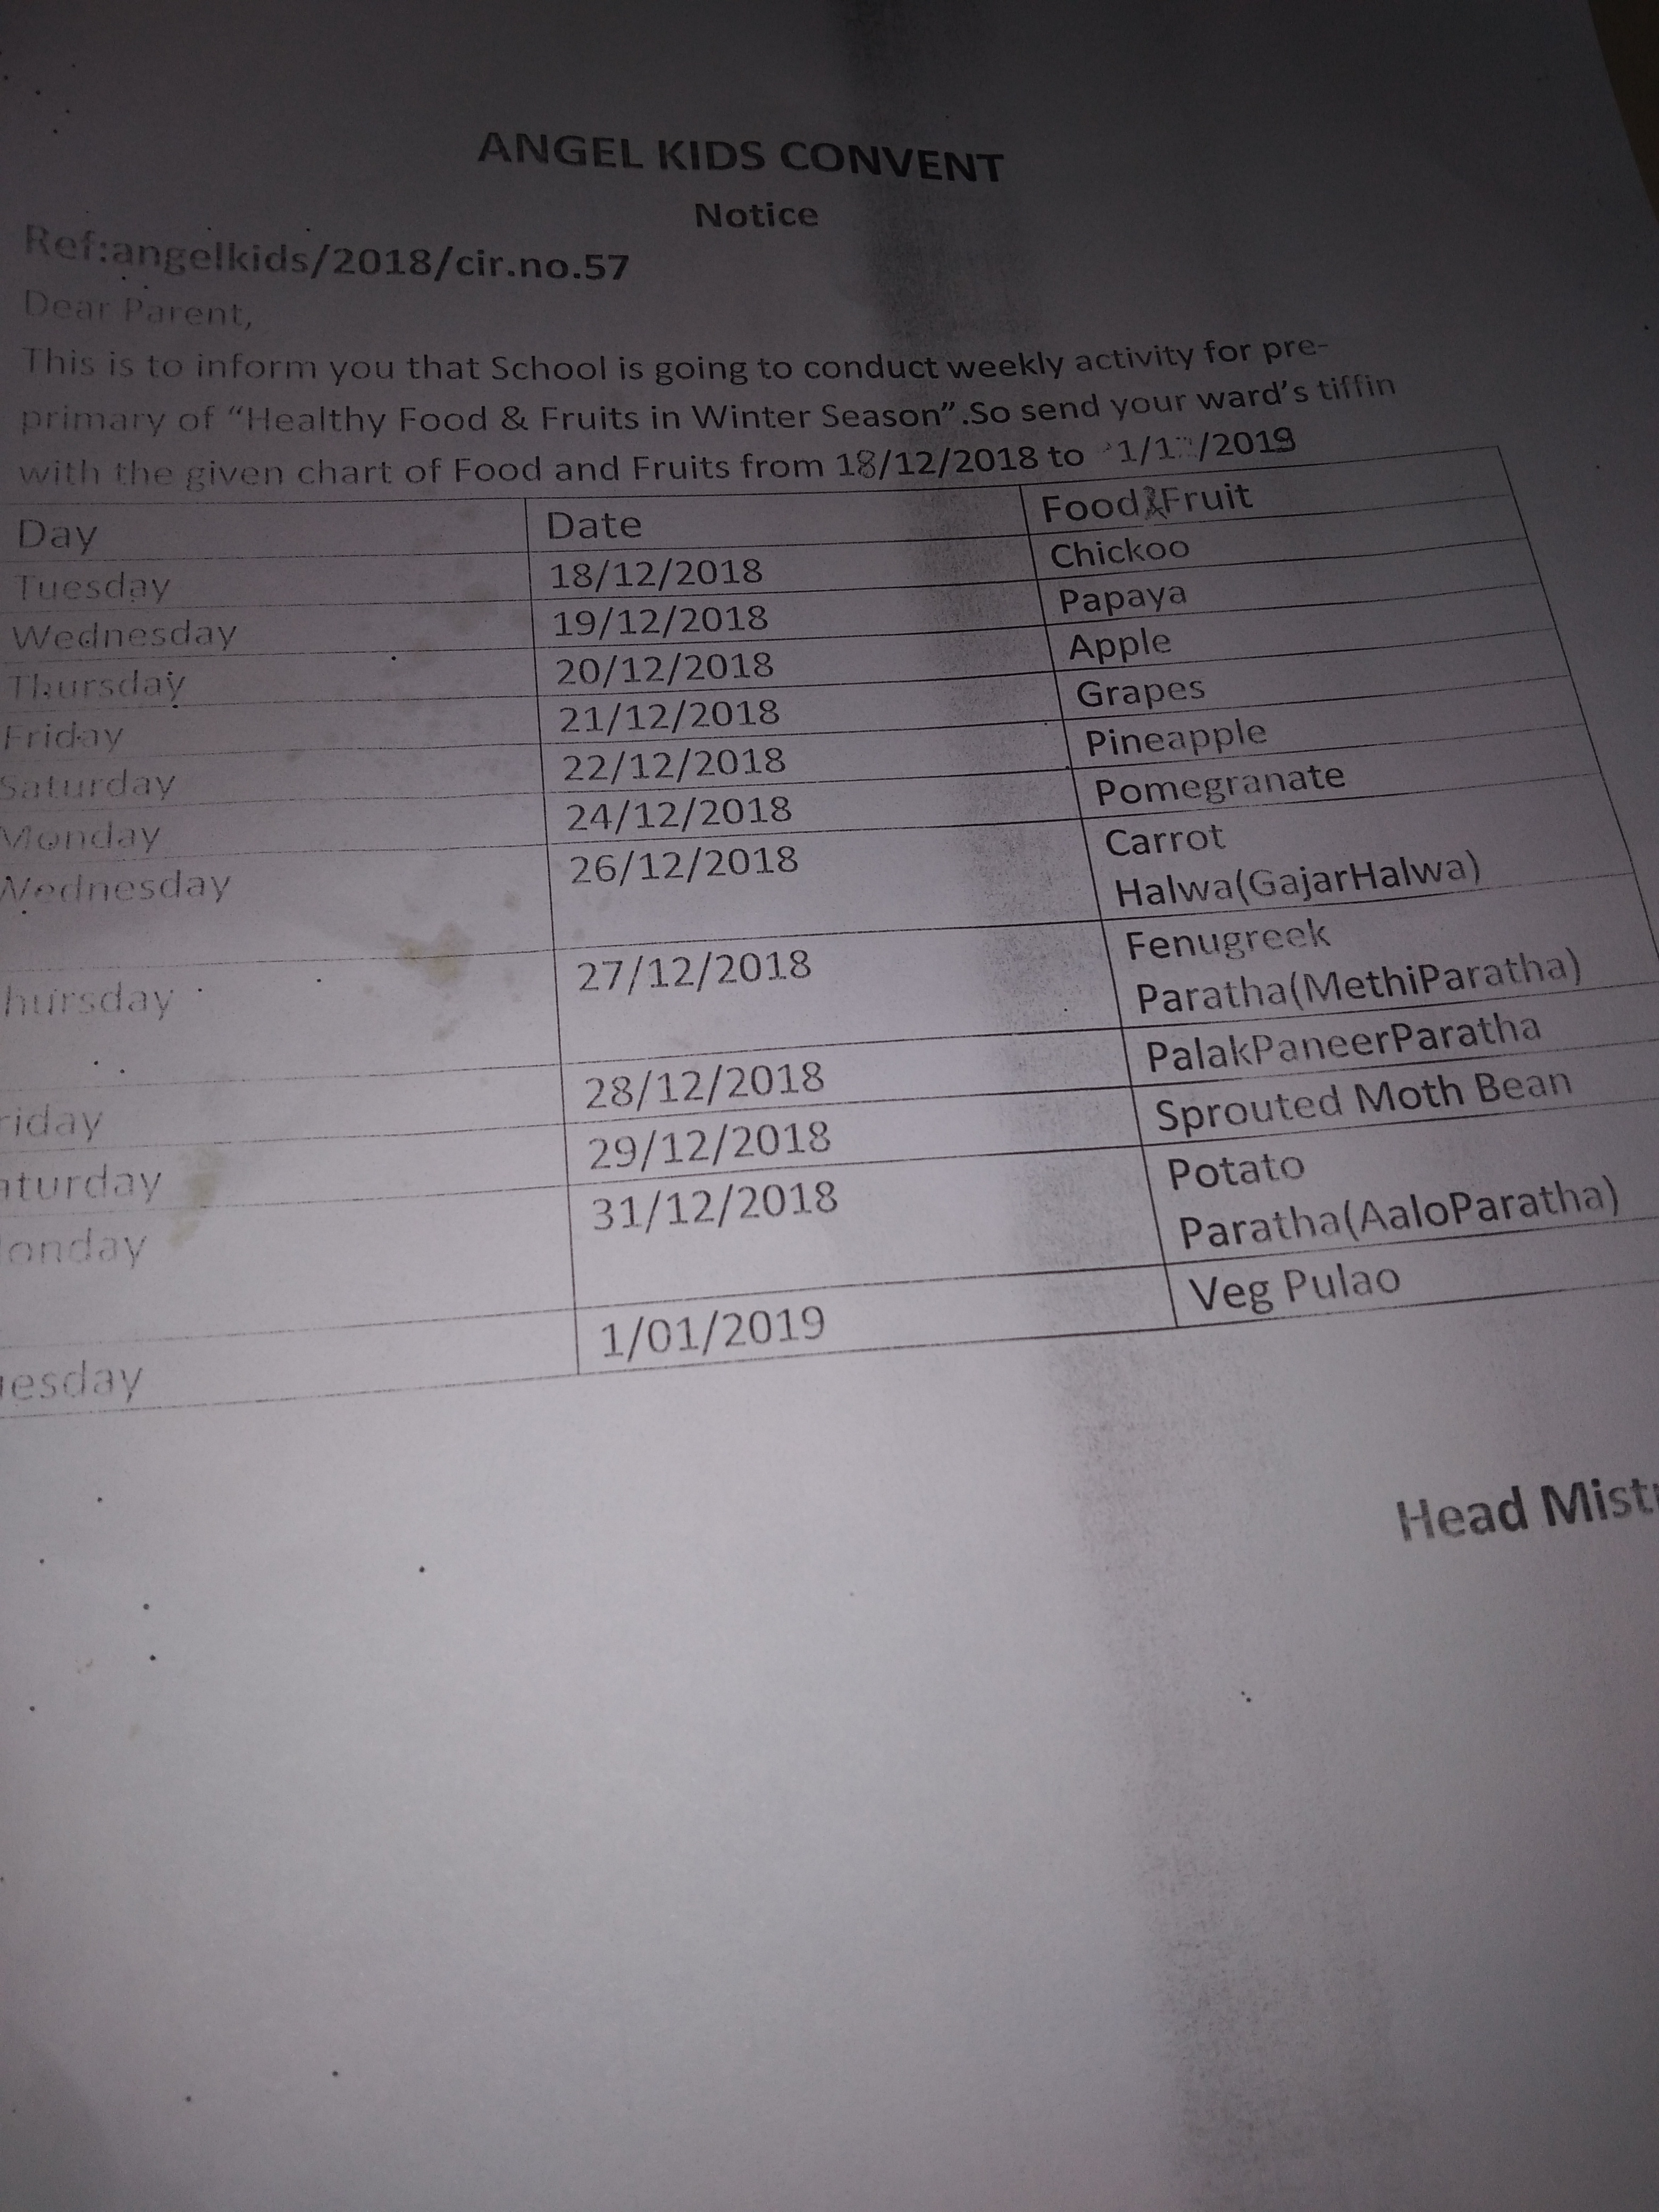 ANGEL KIDS CONVENT
Notice
Ref:angelkids/2018/cir.no.57
Dear Parent,
This is to inform you that School is going to conduct weekly activity for pre-
primary of “Healthy Food & Fruits in Winter Season”.So send your ward’s tiffin
with the given chart of Food and Fruits from 18/12/2018 to 1/1 /2019
Day Date Food&Fruit
Tuesday 18/12/2018 Chickoo
Wednesday 19/12/2018 Papaya
Thursday 20/12/2018 Apple
Friday 21/12/2018 Grapes
Saturday 22/12/2018 Pineapple
Monday 24/12/2018 Pomegranate
Wednesday 26/12/2018 Carrot
Halwa(GajarHalwa)
hursday 27/12/2018 Fenugreek
Paratha(MethiParatha)
riday 28/12/2018 PalakPaneerParatha
aturday 29/12/2018 Sprouted Moth Bean
onday 31/12/2018 Potato
Paratha(AaloParatha)
uesday 1/01/2019 Veg Pulao
Head Mistr